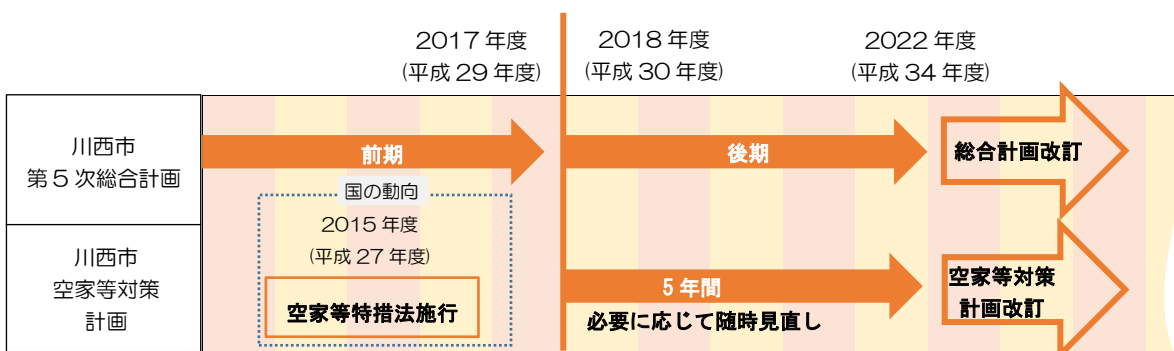 2017年度
(平成29年度)
2018年度
(平成30年度)
2022年度
(平成34年度)
川西市
第5次総合計画
前期
後期
総合計画改訂
国の動向
2015年度
(平成27年度)
空家等特措法施行
川西市
空家等対策
計画
5年間
必要に応じて随時見直し
空家等対策
計画改訂